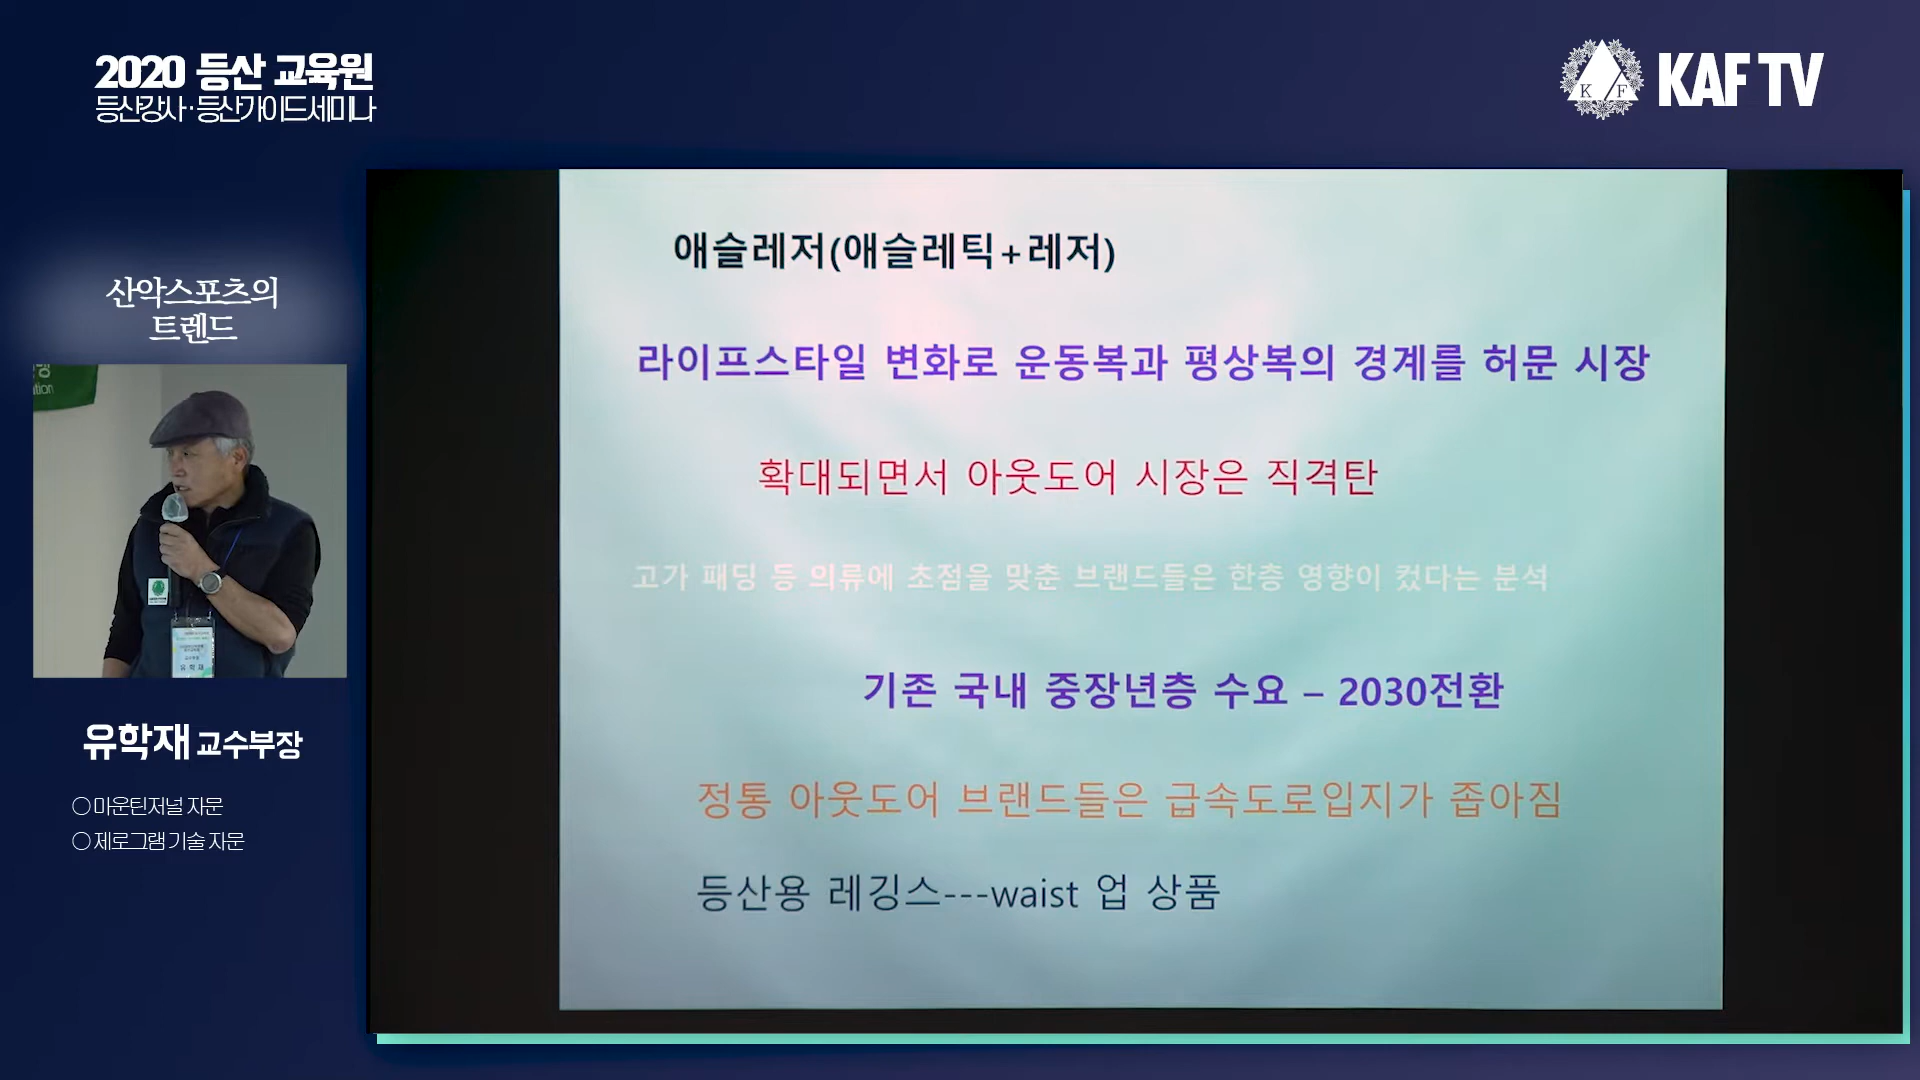 2020 등산 교육원
등산강사·등산가이드세미나
KF
KAF TV
산악스포츠의
트렌드
tion
유학재
유학재 교수부장
○ 마운틴저널 자문
○ 제로그램 기술 자문
애슬레저(애슬레틱+레저)
라이프스타일 변화로 운동복과 평상복의 경계를 허문 시장
확대되면서 아웃도어 시장은 직격탄
고가 패딩 등 의류에 초점을 맞춘 브랜드들은 한층 영향이 컸다는 분석
기존 국내 중장년층 수요 – 2030전환
정통 아웃도어 브랜드들은 급속도로입지가 좁아짐
등산용 레깅스---waist 업 상품